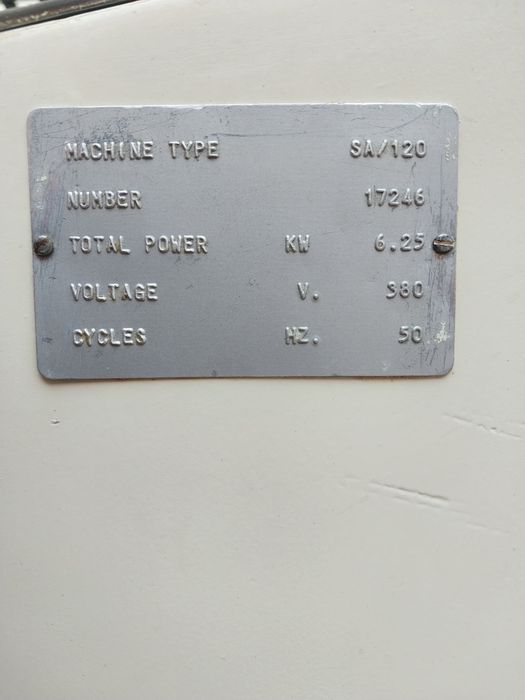 MACHINE TYPE SA/120
NUMBER 17246
TOTAL POWER KW 6.25
VOLTAGE V. 380
CYCLES HZ. 50